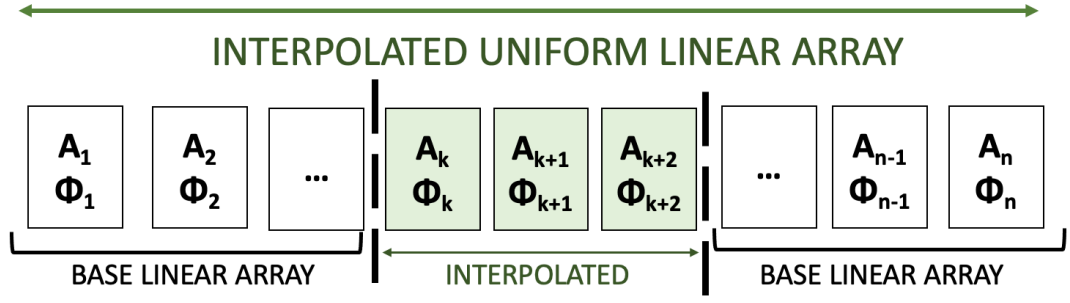 INTERPOLATED UNIFORM LINEAR ARRAY
A1 A2 ... Ak Ak+1 Ak+2 ... An-1 An
Φ1 Φ2 Φk Φk+1 Φk+2 Φn-1 Φn
BASE LINEAR ARRAY INTERPOLATED BASE LINEAR ARRAY